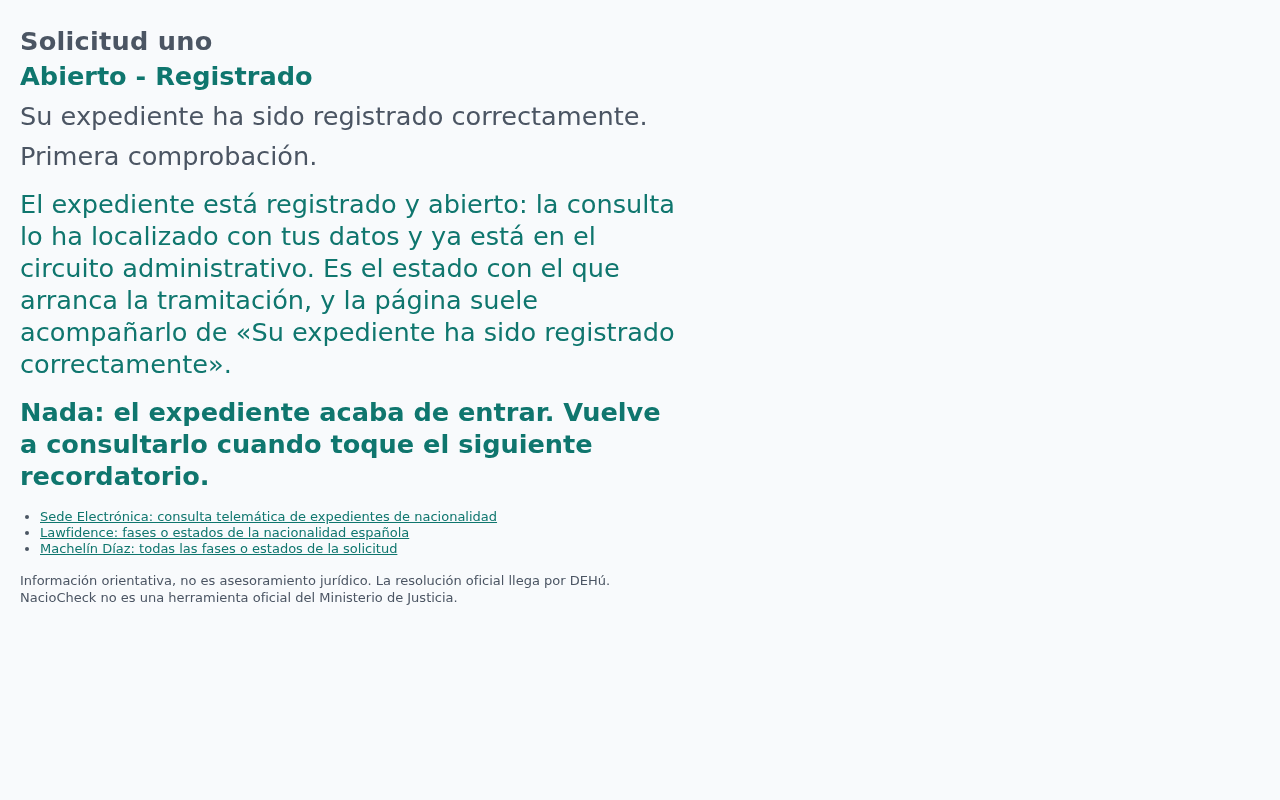 Solicitud uno
Abierto - Registrado
Su expediente ha sido registrado correctamente.
Primera comprobación.
El expediente está registrado y abierto: la consulta
lo ha localizado con tus datos y ya está en el
circuito administrativo. Es el estado con el que
arranca la tramitación, y la página suele
acompañarlo de «Su expediente ha sido registrado
correctamente».
Nada: el expediente acaba de entrar. Vuelve
a consultarlo cuando toque el siguiente
recordatorio.
• Sede Electrónica: consulta telemática de expedientes de nacionalidad
• Lawfidence: fases o estados de la nacionalidad española
• Machelín Díaz: todas las fases o estados de la solicitud
Información orientativa, no es asesoramiento jurídico. La resolución oficial llega por DEHú.
NacioCheck no es una herramienta oficial del Ministerio de Justicia.